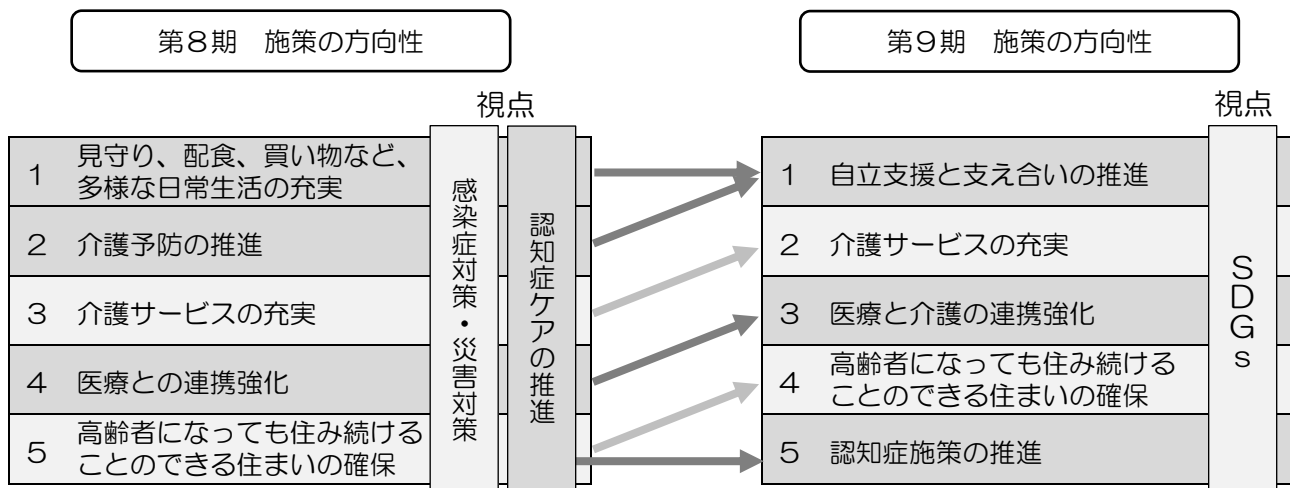 第8期　施策の方向性
視点
1　見守り、配食、買い物など、
多様な日常生活の充実
2　介護予防の推進
3　介護サービスの充実
4　医療との連携強化
5　高齢者になっても住み続ける
ことのできる住まいの確保
感染症対策・災害対策
認知症ケアの推進
第9期　施策の方向性
視点
1　自立支援と支え合いの推進
2　介護サービスの充実
3　医療と介護の連携強化
4　高齢者になっても住み続ける
ことのできる住まいの確保
5　認知症施策の推進
SDGs